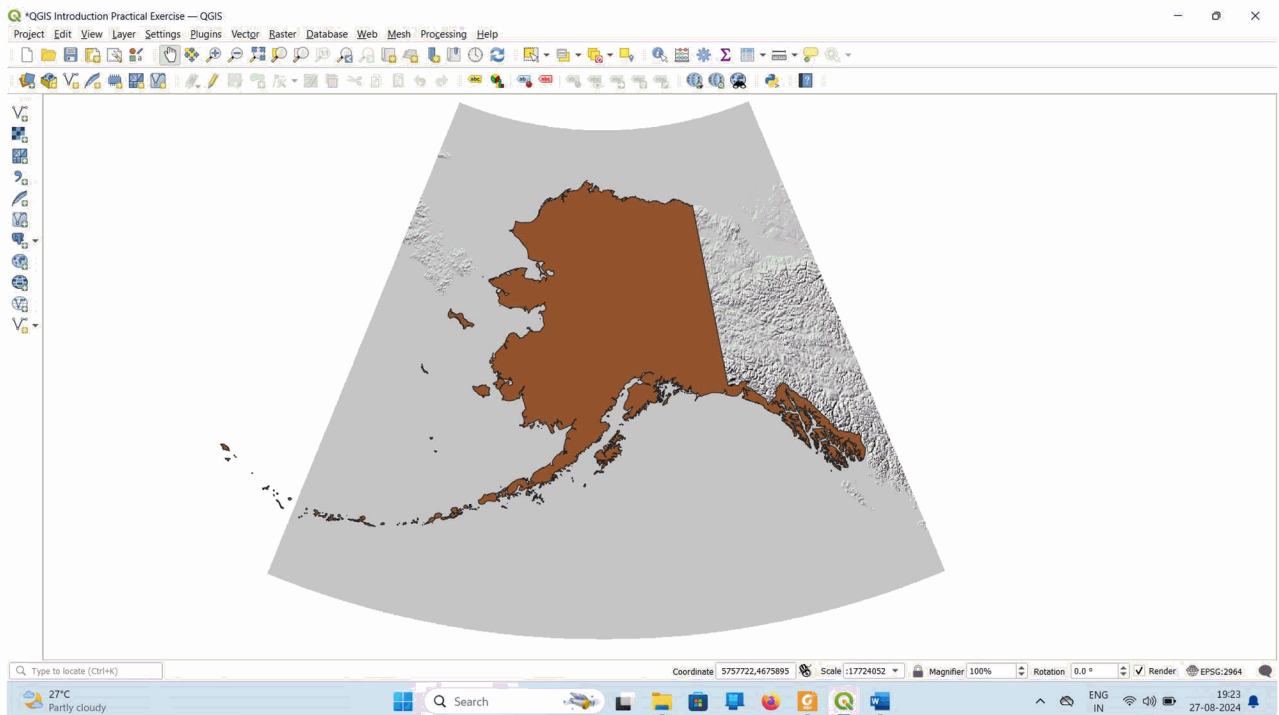 *QGIS Introduction Practical Exercise — QGIS
Project Edit View Layer Settings Plugins Vector Raster Database Web Mesh Processing Help
Type to locate (Ctrl+K) Coordinate 5757722,4675895 Scale :17724052 Magnifier 100% Rotation 0.0 ° Render EPSG:2964
27°C
Partly cloudy
Search
ENG
IN
19:23
27-08-2024